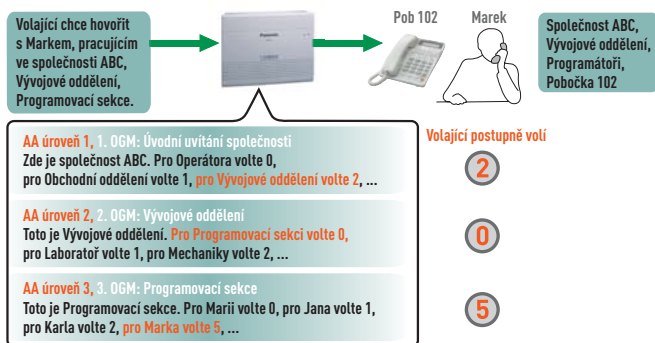 Volající chce hovořit
s Markem, pracujícím
ve společnosti ABC,
Vývojové oddělení,
Programovací sekce.
Panasonic
Pob 102
Marek
Společnost ABC,
Vývojové oddělení,
Programátoři,
Pobočka 102
AA úroveň 1, 1. OGM: Úvodní uvítání společnosti
Zde je společnost ABC. Pro Operátora volte 0,
pro Obchodní oddělení volte 1, pro Vývojové oddělení volte 2, ...
Volající postupně volí
2
AA úroveň 2, 2. OGM: Vývojové oddělení
Toto je Vývojové oddělení. Pro Programovací sekci volte 0,
pro Laboratoř volte 1, pro Mechaniky volte 2, ...
0
AA úroveň 3, 3. OGM: Programovací sekce
Toto je Programovací sekce. Pro Marii volte 0, pro Jana volte 1,
pro Karla volte 2, pro Marka volte 5, ...
5